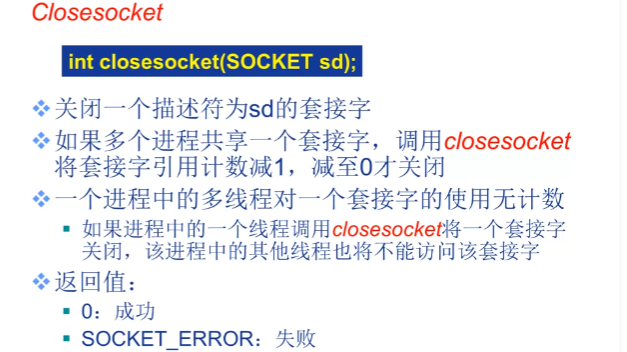 Closesocket
int closesocket(SOCKET sd);
关闭一个描述符为sd的套接字
如果多个进程共享一个套接字，调用closesocket
将套接字引用计数减1，减至0才关闭
一个进程中的多线程对一个套接字的使用无计数
如果进程中的一个线程调用closesocket将一个套接字
关闭，该进程中的其他线程也将不能访问该套接字
返回值：
0：成功
SOCKET_ERROR：失败